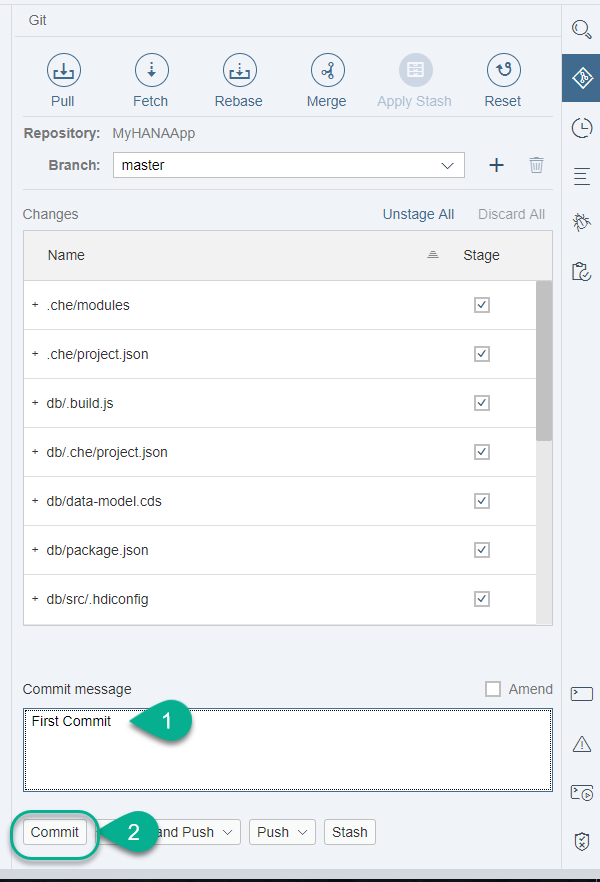 Git
Pull Fetch Rebase Merge Apply Stash Reset
Repository: MyHANAApp
Branch: master
Changes Unstage All Discard All
Name Stage
+ .che/modules
+ .che/project.json
+ db/.build.js
+ db/.che/project.json
+ db/data-model.cds
+ db/package.json
+ db/src/.hdiconfig
Commit message Amend
First Commit 1
Commit 2 and Push Push Stash